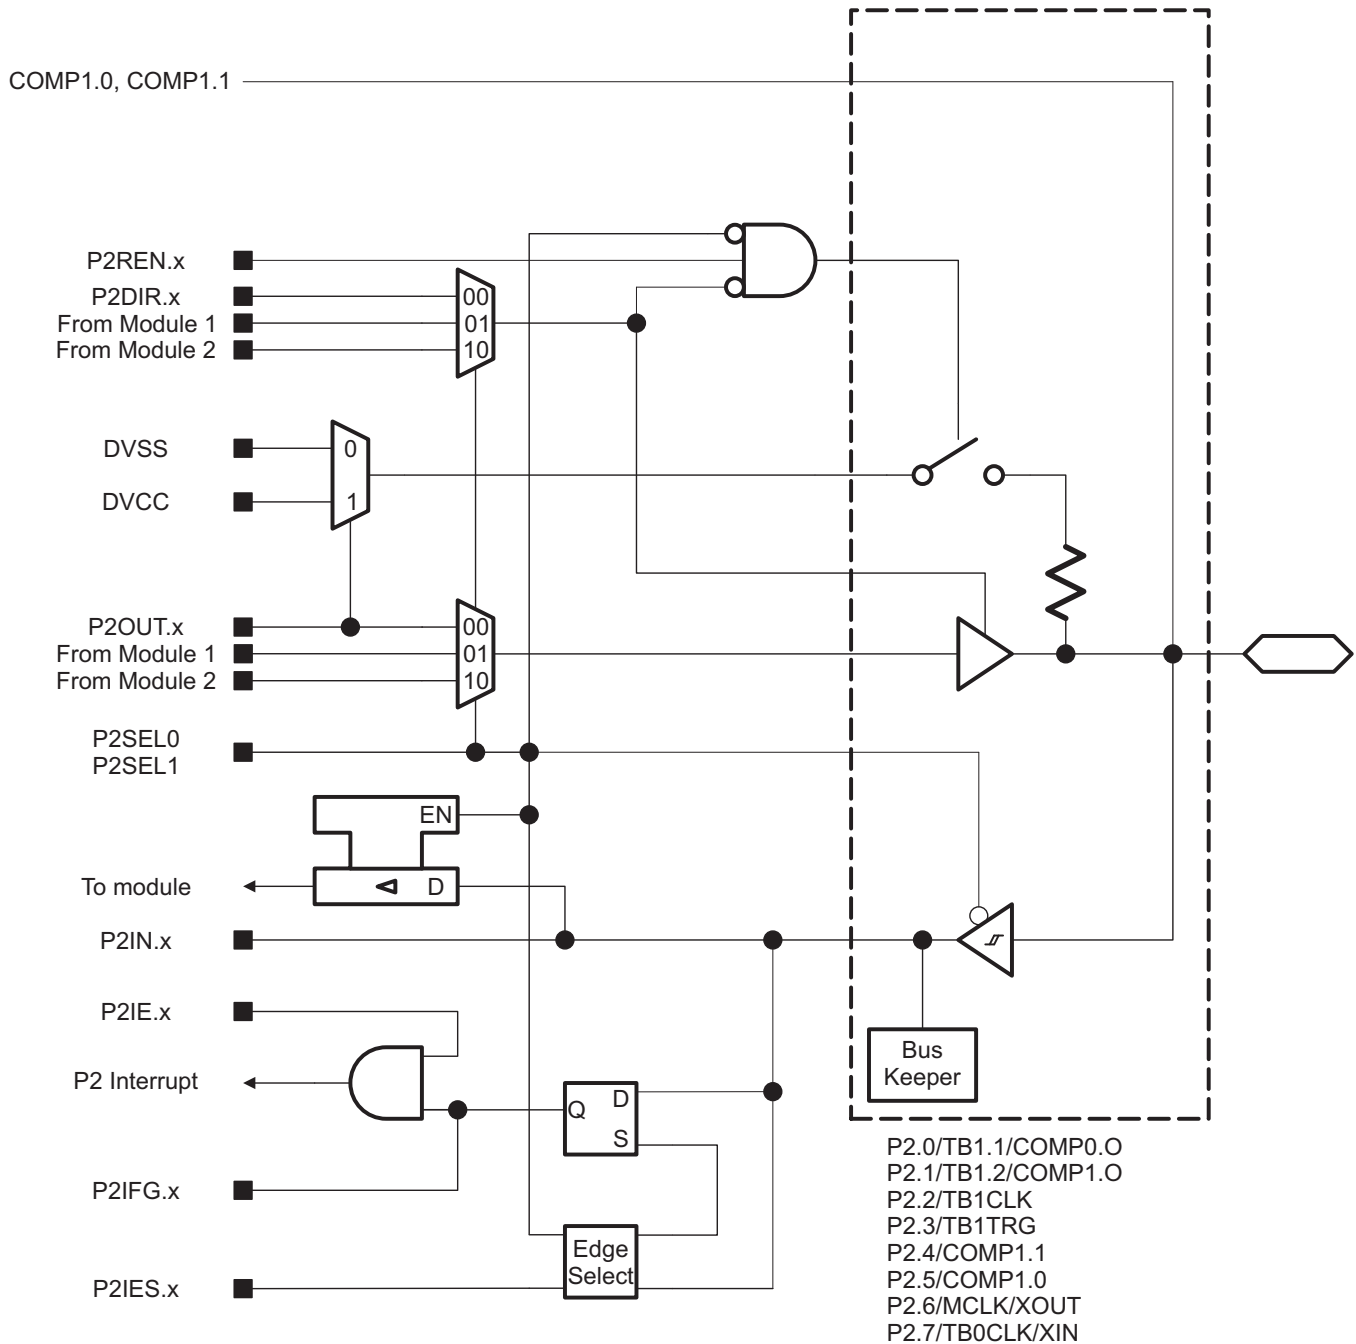 COMP1.0, COMP1.1
P2REN.x
P2DIR.x
From Module 1
From Module 2
00
01
10
DVSS
DVCC
0
1
P2OUT.x
From Module 1
From Module 2
00
01
10
P2SEL0
P2SEL1
EN
D
To module
P2IN.x
P2IE.x
P2 Interrupt
Bus
Keeper
Q
D
S
P2IFG.x
Edge
Select
P2IES.x
P2.0/TB1.1/COMP0.O
P2.1/TB1.2/COMP1.O
P2.2/TB1CLK
P2.3/TB1TRG
P2.4/COMP1.1
P2.5/COMP1.0
P2.6/MCLK/XOUT
P2.7/TB0CLK/XIN